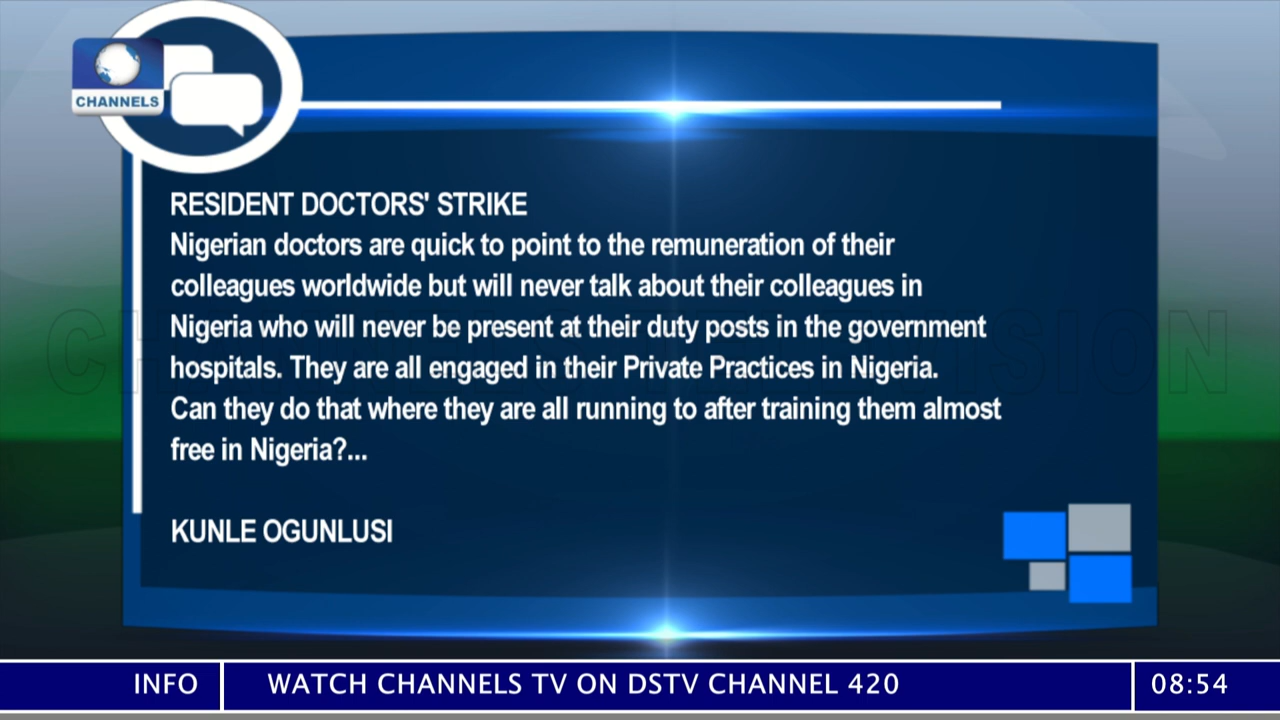 CHANNELS
RESIDENT DOCTORS' STRIKE
Nigerian doctors are quick to point to the remuneration of their
colleagues worldwide but will never talk about their colleagues in
Nigeria who will never be present at their duty posts in the government
hospitals. They are all engaged in their Private Practices in Nigeria.
Can they do that where they are all running to after training them almost
free in Nigeria?...
KUNLE OGUNLUSI
INFO
WATCH CHANNELS TV ON DSTV CHANNEL 420
08:54